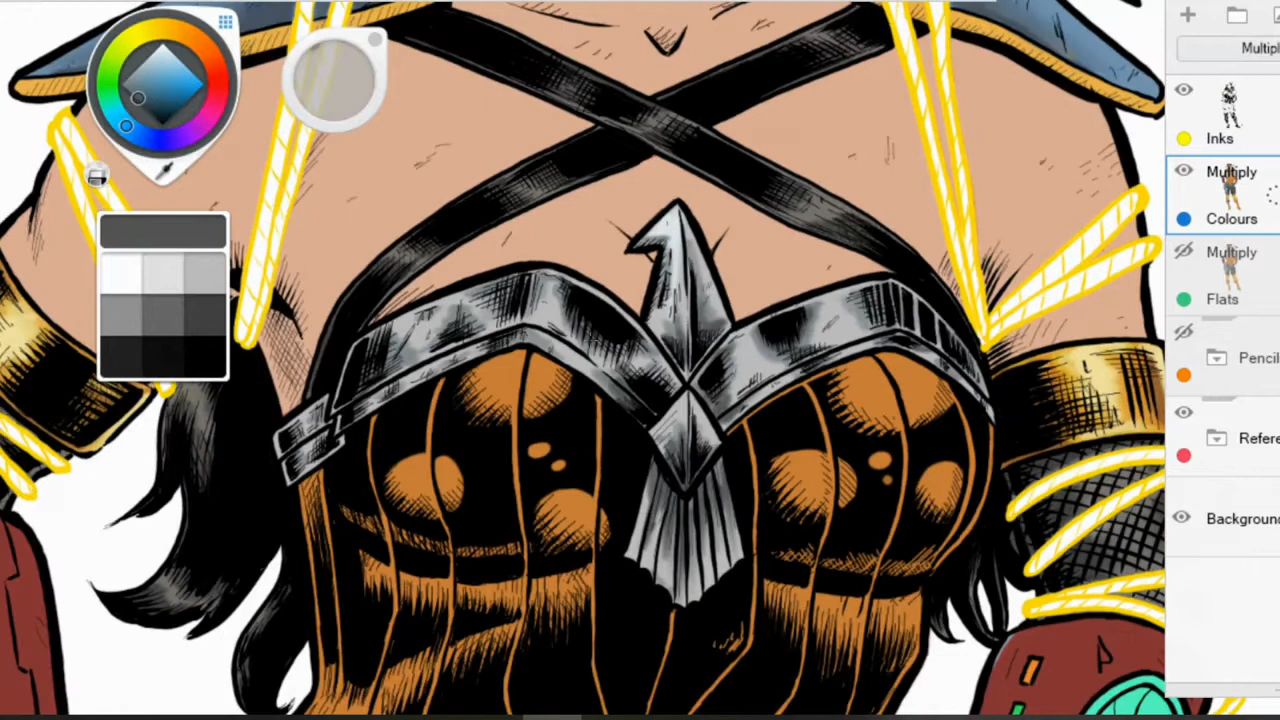 Multipl
Inks
Multiply
Colours
Multiply
Flats
Pencil
Refere
Background